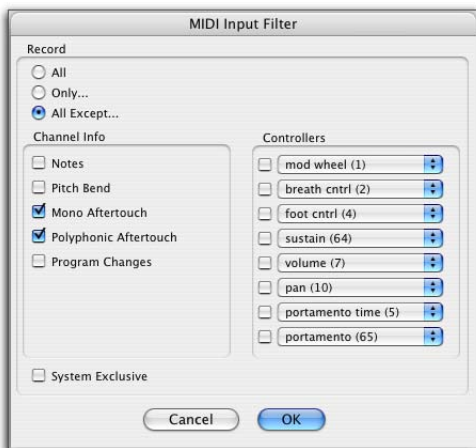 MIDI Input Filter
Record
All
Only...
All Except...
Channel Info
Notes
Pitch Bend
Mono Aftertouch
Polyphonic Aftertouch
Program Changes
Controllers
mod wheel (1)
breath cntrl (2)
foot cntrl (4)
sustain (64)
volume (7)
pan (10)
portamento time (5)
portamento (65)
System Exclusive
Cancel
OK